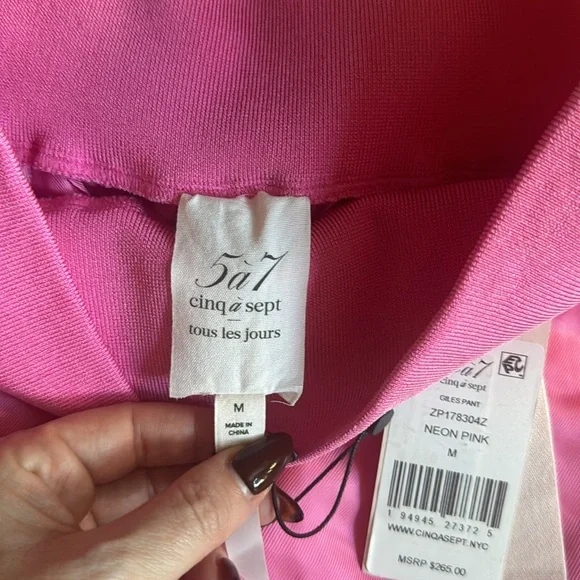 5à7
cinq à sept
tous les jours
M
MADE IN
CHINA
à7
cinq à sept
GILES PANT
ZP178304Z
NEON PINK
M
1 94945 27372 5
WWW.CINQASEPT.NYC
MSRP $265.00